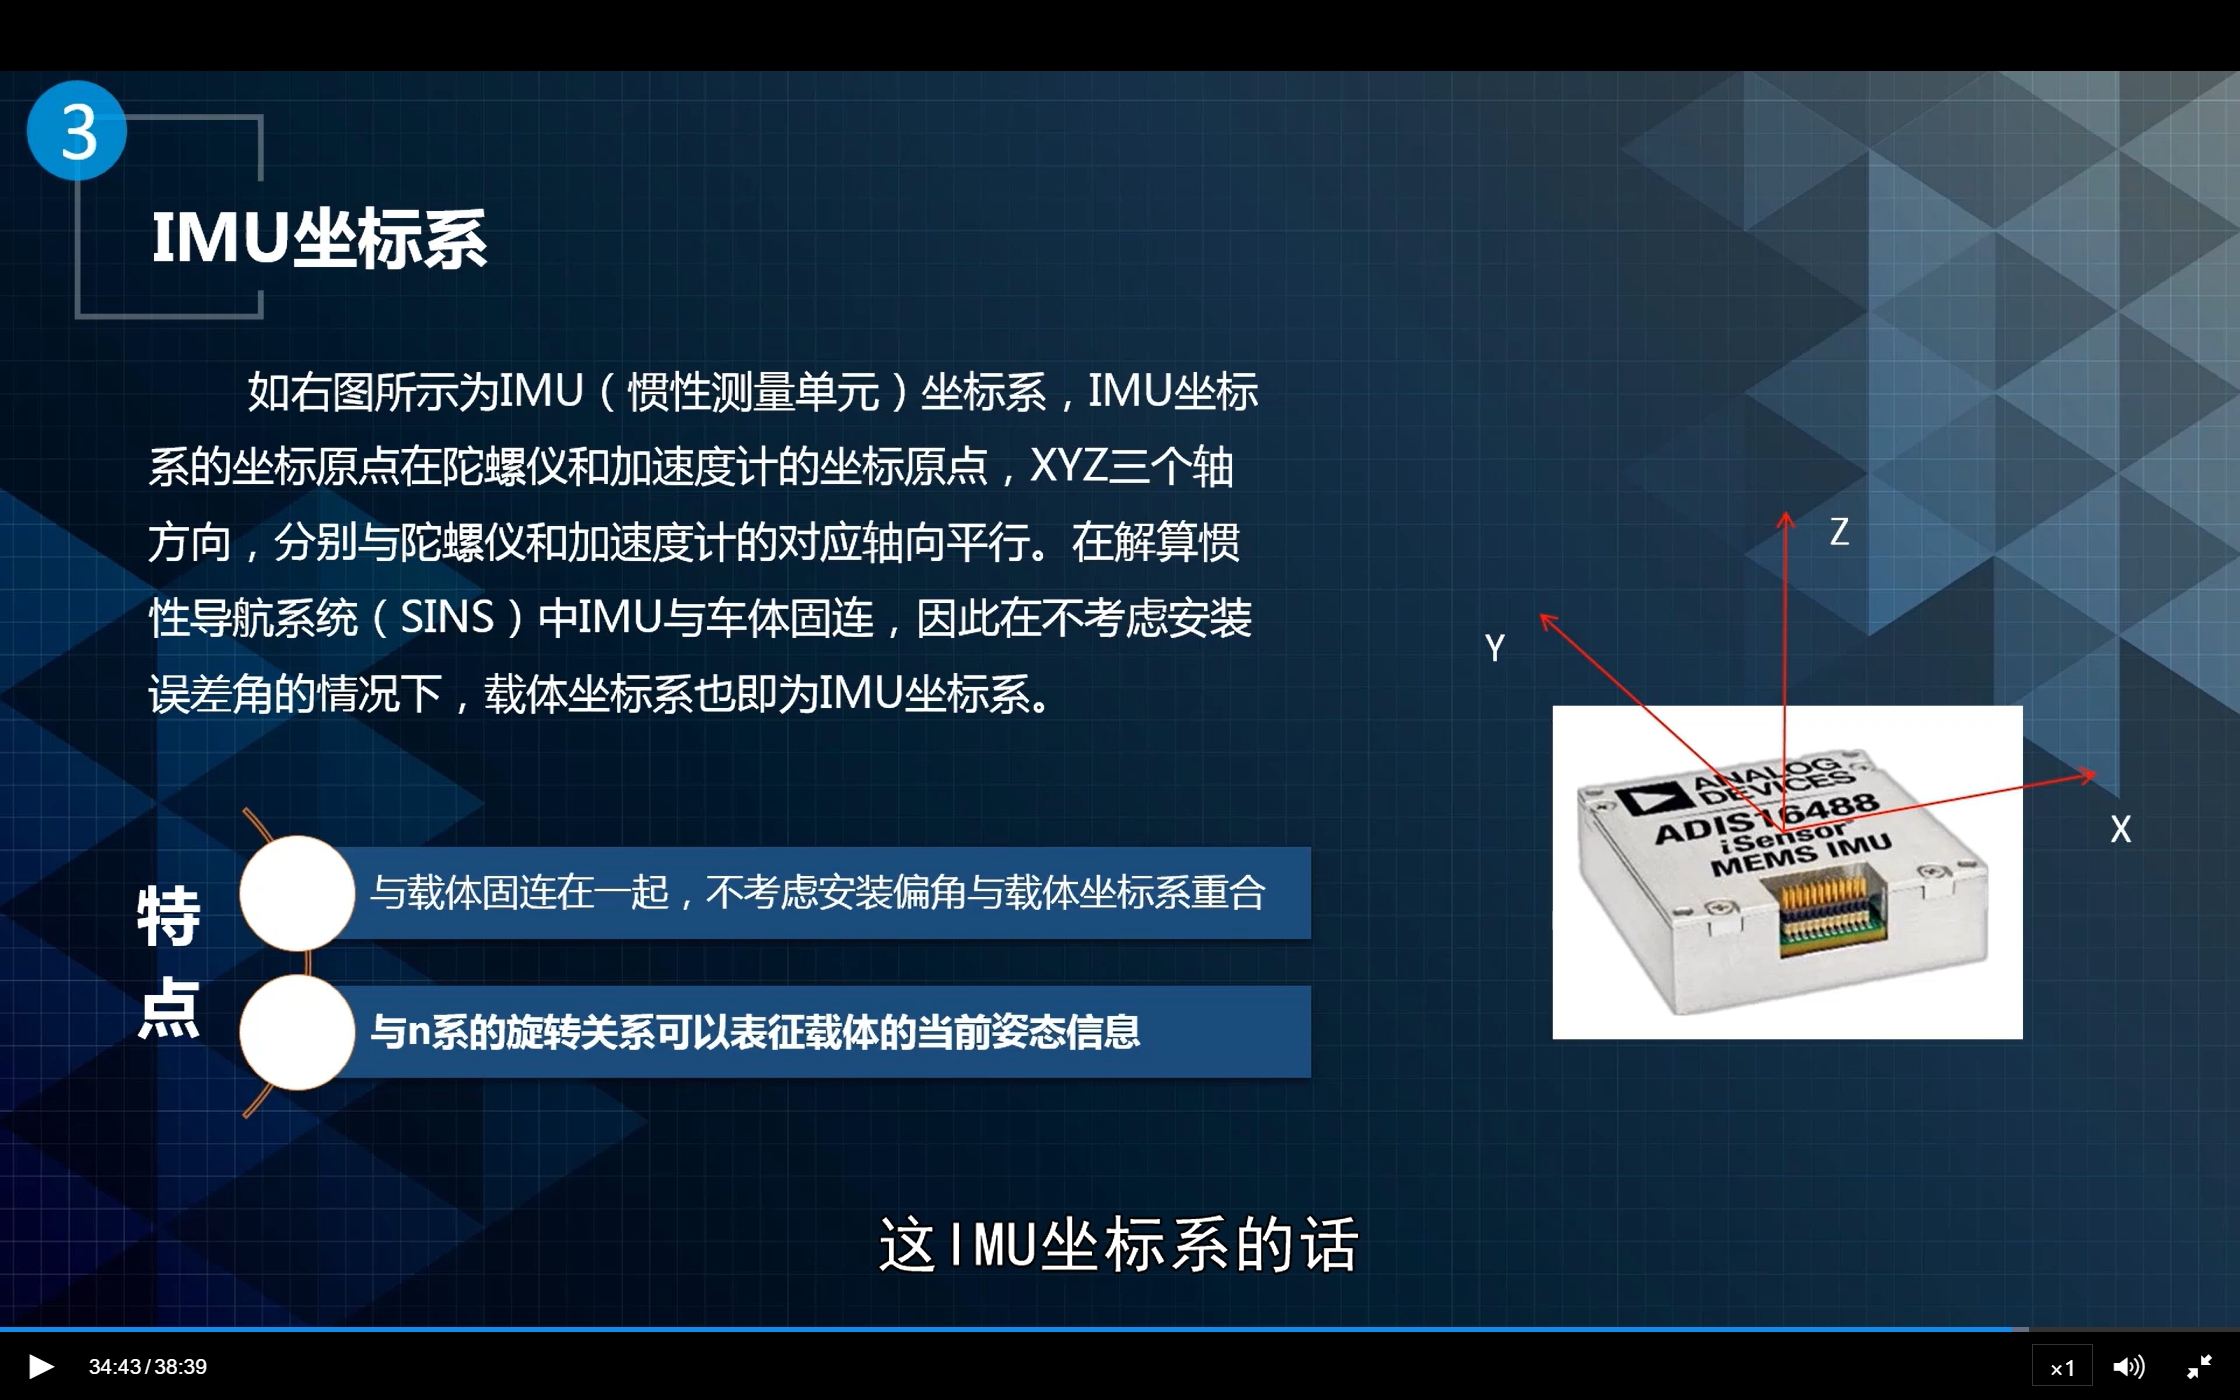 3
IMU坐标系
如右图所示为IMU（惯性测量单元）坐标系，IMU坐标
系的坐标原点在陀螺仪和加速度计的坐标原点，XYZ三个轴
方向，分别与陀螺仪和加速度计的对应轴向平行。在解算惯
性导航系统（SINS）中IMU与车体固连，因此在不考虑安装
误差角的情况下，载体坐标系也即为IMU坐标系。
Z
Y
X
ANALOG
DEVICES
ADIS16488
iSensor
MEMS IMU
特
点
与载体固连在一起，不考虑安装偏角与载体坐标系重合
与n系的旋转关系可以表征载体的当前姿态信息
这IMU坐标系的话
34:43/38:39
×1